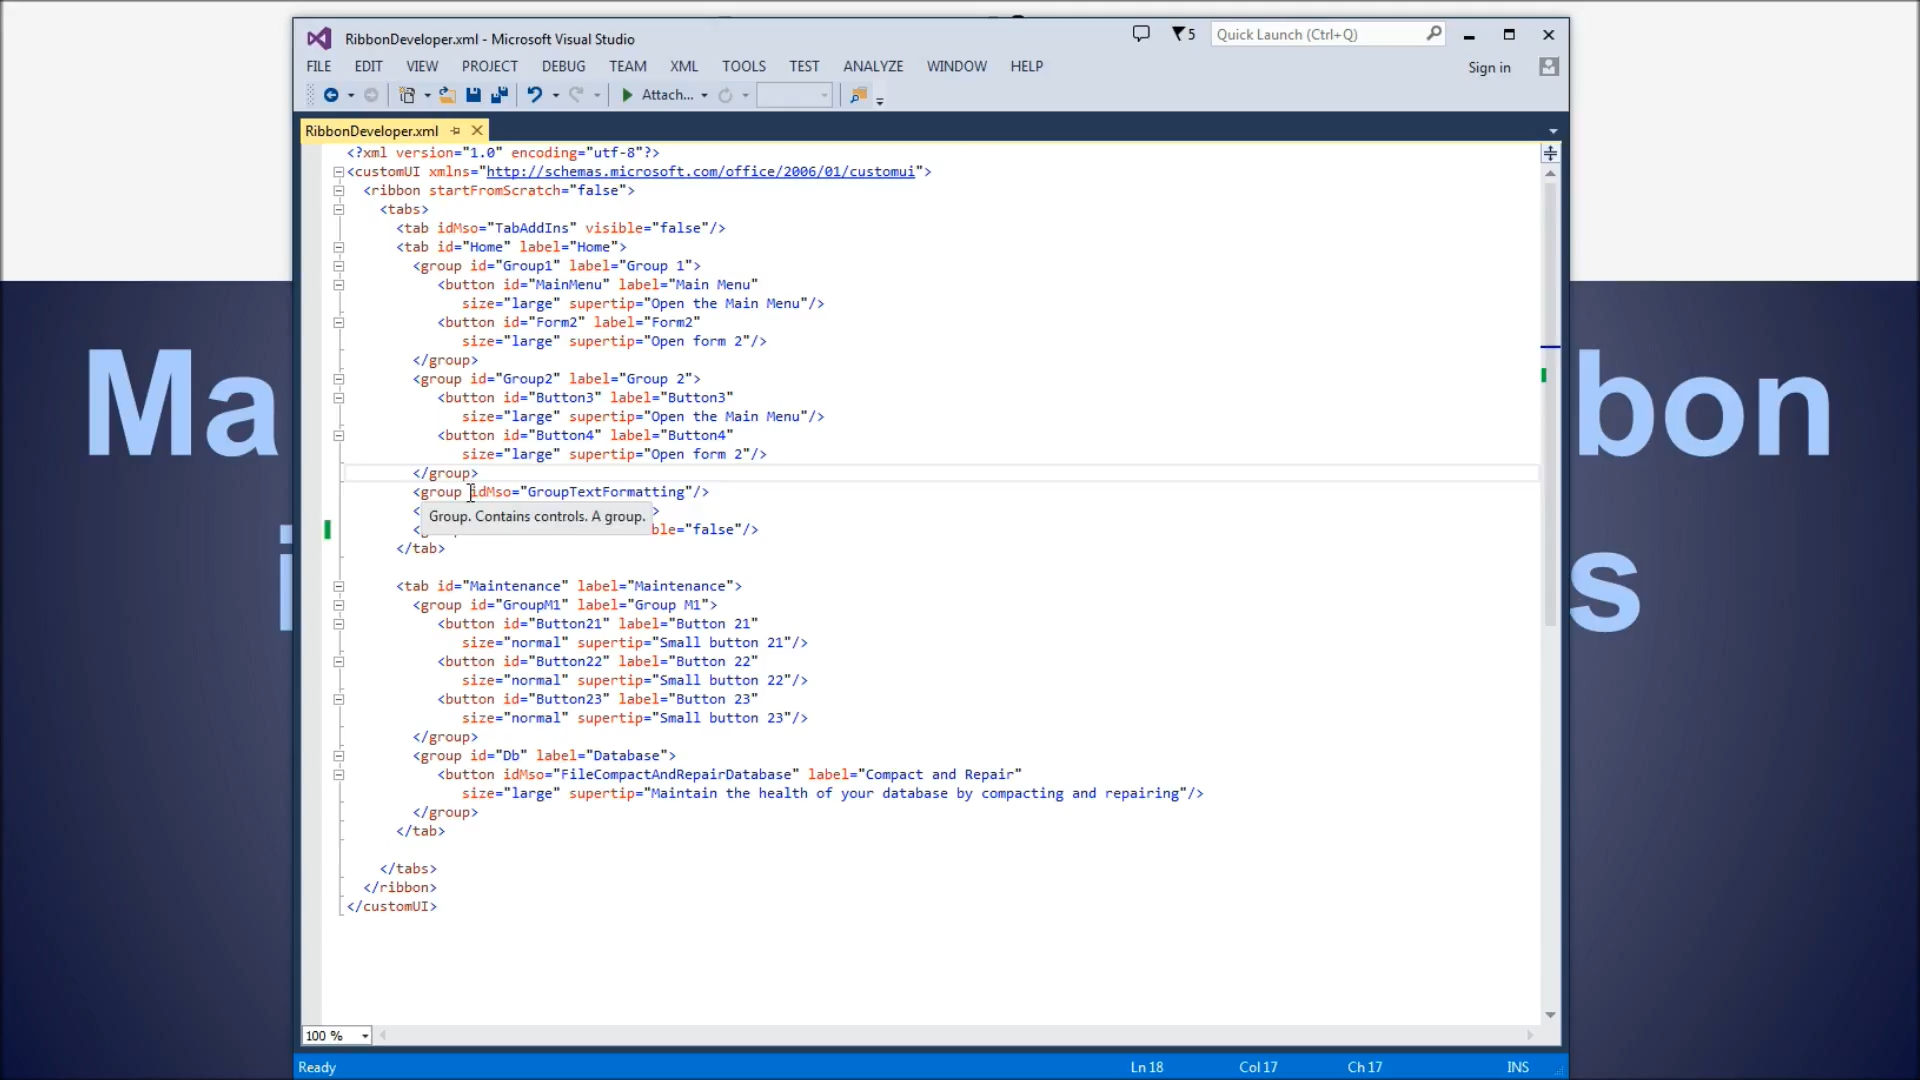 RibbonDeveloper.xml - Microsoft Visual Studio
5
Quick Launch (Ctrl+Q)
FILE EDIT VIEW PROJECT DEBUG TEAM XML TOOLS TEST ANALYZE WINDOW HELP
Sign in
Attach...
RibbonDeveloper.xml
<?xml version="1.0" encoding="utf-8"?>
<customUI xmlns="http://schemas.microsoft.com/office/2006/01/customui">
<ribbon startFromScratch="false">
<tabs>
<tab idMso="TabAddIns" visible="false"/>
<tab id="Home" label="Home">
<group id="Group1" label="Group 1">
<button id="MainMenu" label="Main Menu"
size="large" supertip="Open the Main Menu"/>
<button id="Form2" label="Form2"
size="large" supertip="Open form 2"/>
</group>
<group id="Group2" label="Group 2">
<button id="Button3" label="Button3"
size="large" supertip="Open the Main Menu"/>
<button id="Button4" label="Button4"
size="large" supertip="Open form 2"/>
</group>
<group idMso="GroupTextFormatting"/>
< >
Group. Contains controls. A group.
ble="false"/>
</tab>
<tab id="Maintenance" label="Maintenance">
<group id="GroupM1" label="Group M1">
<button id="Button21" label="Button 21"
size="normal" supertip="Small button 21"/>
<button id="Button22" label="Button 22"
size="normal" supertip="Small button 22"/>
<button id="Button23" label="Button 23"
size="normal" supertip="Small button 23"/>
</group>
<group id="Db" label="Database">
<button idMso="FileCompactAndRepairDatabase" label="Compact and Repair"
size="large" supertip="Maintain the health of your database by compacting and repairing"/>
</group>
</tab>
</tabs>
</ribbon>
</customUI>
100 %
Ready Ln 18 Col 17 Ch 17 INS
Ma bon
i s